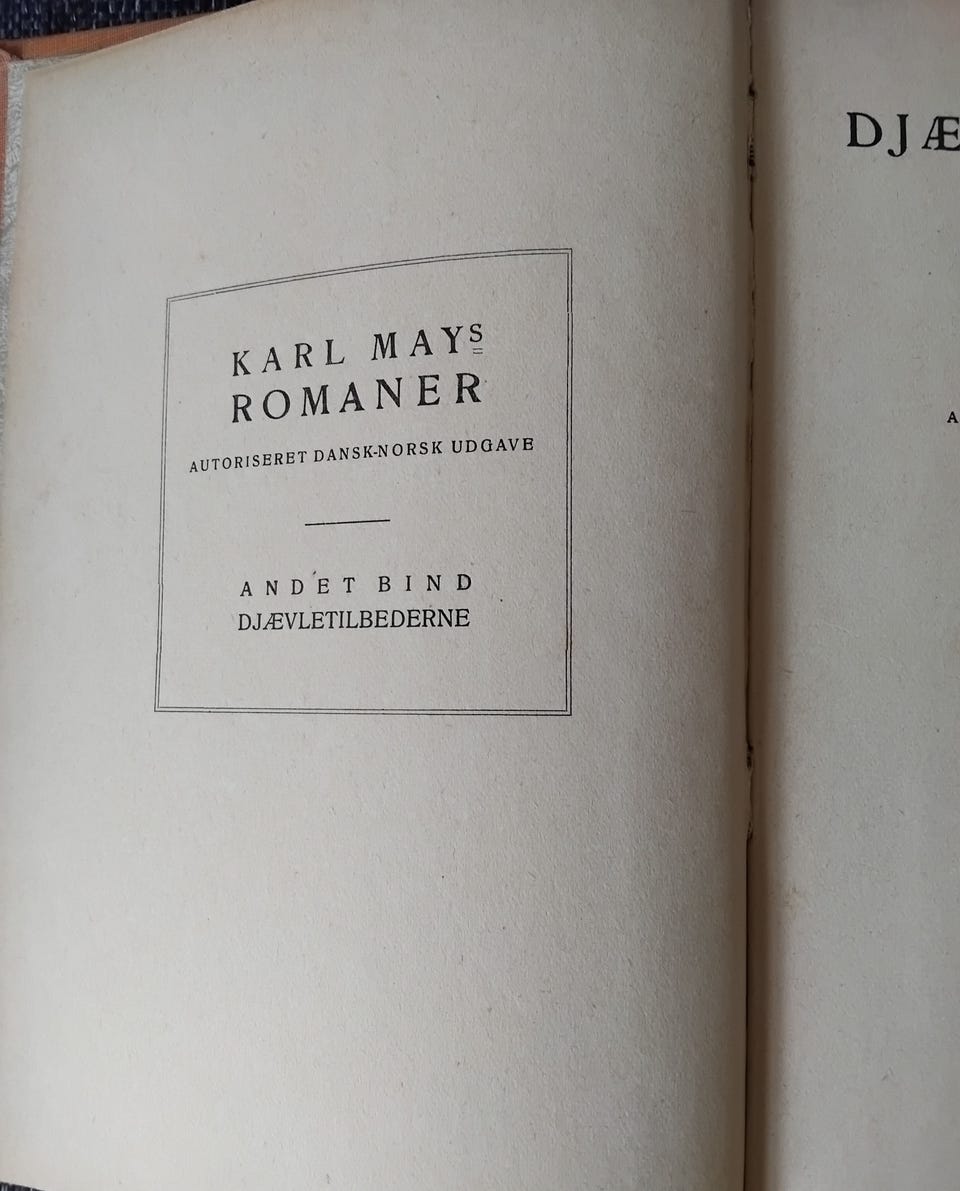 KARL MAYS
ROMANER
AUTORISERET DANSK-NORSK UDGAVE
ANDET BIND
DJÆVLETILBEDERNE
DJÆ
A